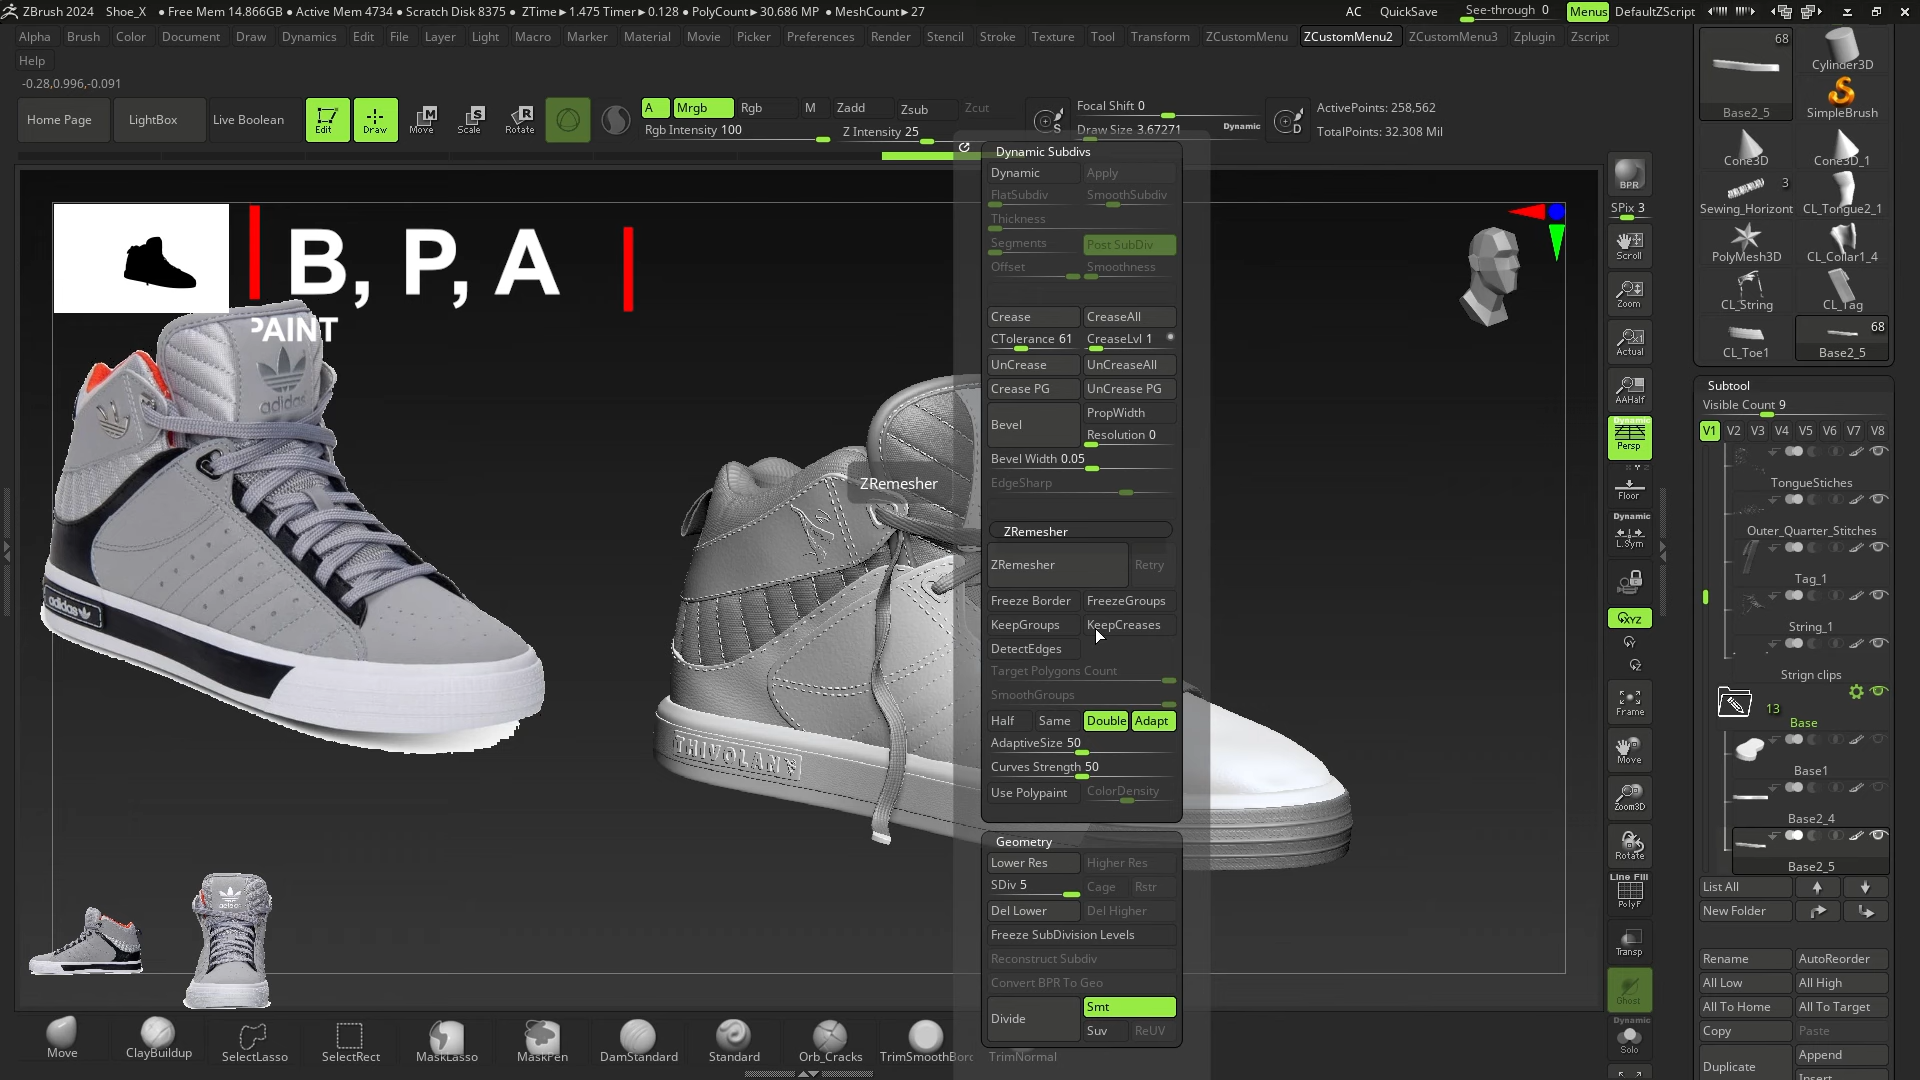 ZBrush 2024 Shoe_X ● Free Mem 14.866GB ● Active Mem 4734 ● Scratch Disk 8375 ● ZTime►1.475 Timer►0.128 ● PolyCount►30.686 MP ● MeshCount►27 AC QuickSave See-through 0 Menus DefaultZScript
Alpha Brush Color Document Draw Dynamics Edit File Layer Light Macro Marker Material Movie Picker Preferences Render Stencil Stroke Texture Tool Transform ZCustomMenu ZCustomMenu2 ZCustomMenu3 Zplugin Zscript
Help
-0.28,0.996,-0.091
Home Page LightBox Live Boolean Edit Draw Move Scale Rotate
A Mrgb Rgb M Zadd Zsub Zcut
Rgb Intensity 100 Z Intensity 25
S Focal Shift 0
Draw Size 3.67271 Dynamic D
ActivePoints: 258,562
TotalPoints: 32.308 Mil
B, P, A
PAINT
adidas
adidas
adidas
THIVOLAN
ZRemesher
Dynamic Subdivs
Dynamic Apply
FlatSubdiv SmoothSubdiv
Thickness
Segments Post SubDiv
Offset Smoothness
Crease CreaseAll
CTolerance 61 CreaseLvl 1
UnCrease UnCreaseAll
Crease PG UnCrease PG
Bevel PropWidth
Resolution 0
Bevel Width 0.05
EdgeSharp
ZRemesher
ZRemesher Retry
Freeze Border FreezeGroups
KeepGroups KeepCreases
DetectEdges
Target Polygons Count
SmoothGroups
Half Same Double Adapt
AdaptiveSize 50
Curves Strength 50
Use Polypaint ColorDensity
Geometry
Lower Res Higher Res
SDiv 5 Cage Rstr
Del Lower Del Higher
Freeze SubDivision Levels
Reconstruct Subdiv
Convert BPR To Geo
Divide Smt
Suv ReUV
Move ClayBuildup SelectLasso SelectRect MaskLasso MaskPen DamStandard Standard Orb_Cracks TrimSmoothBorc TrimNormal
BPR
SPix 3
Scroll
Zoom
Actual
AAHalf
Dynamic
Persp
Floor
Dynamic
L.Sym
XYZ
Frame
Move
Zoom3D
Rotate
Line Fill
PolyF
Transp
Ghost
Dynamic
Solo
68
Base2_5
Cylinder3D
SimpleBrush
Cone3D Cone3D_1
3
Sewing_Horizont CL_Tongue2_1
PolyMesh3D CL_Collar1_4
CL_String CL_Tag
68
CL_Toe1 Base2_5
Subtool
Visible Count 9
V1 V2 V3 V4 V5 V6 V7 V8
TongueStiches
Outer_Quarter_Stitches
Tag_1
String_1
Strign clips
13
Base
Base1
Base2_4
Base2_5
List All
New Folder
Rename AutoReorder
All Low All High
All To Home All To Target
Copy Paste
Duplicate Append
Insert